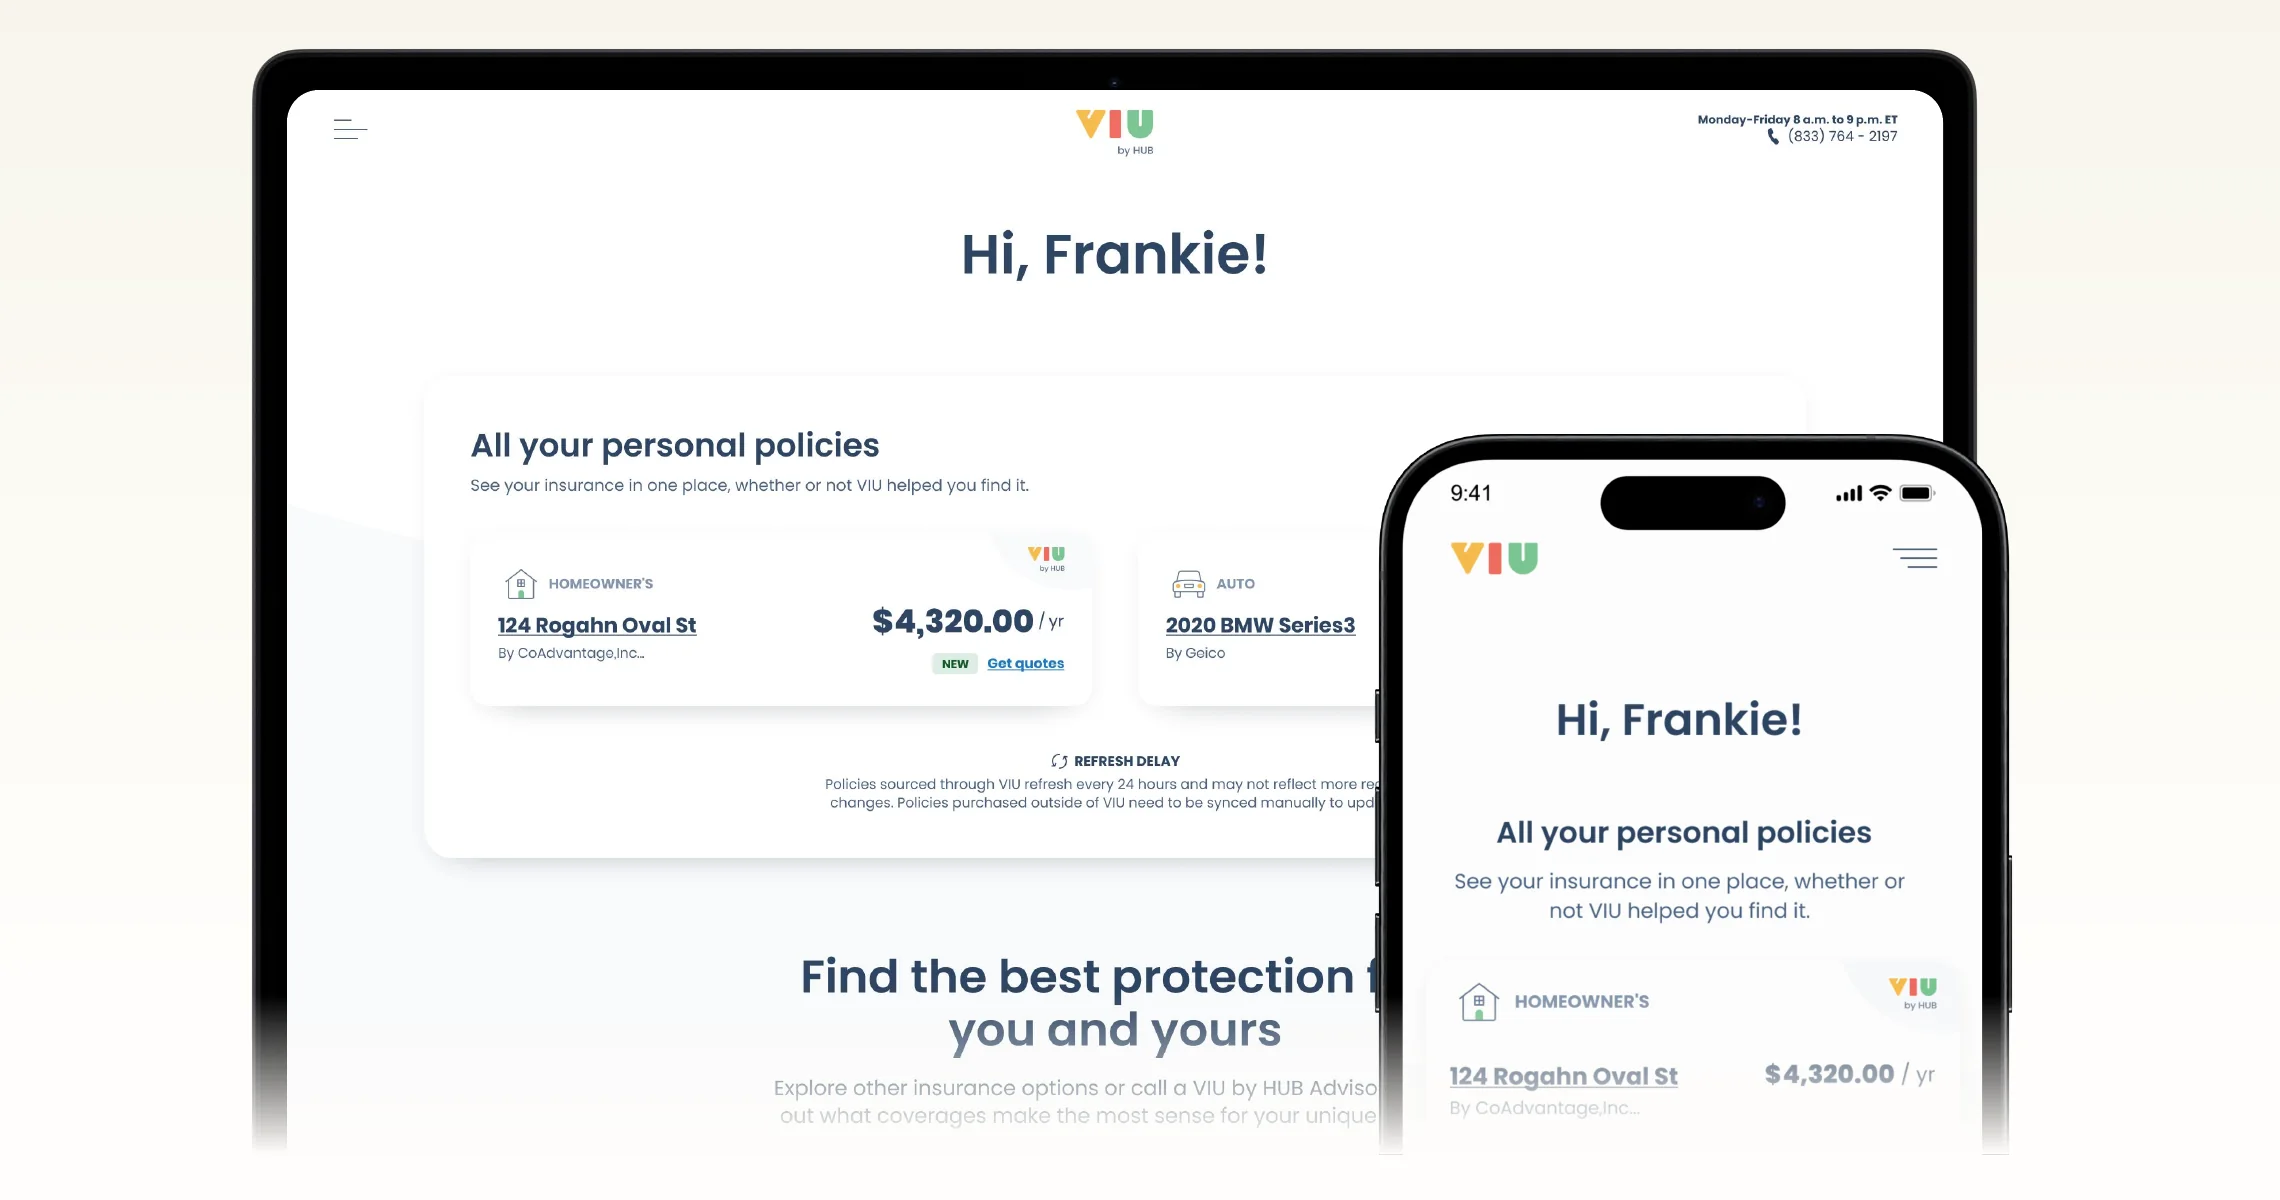 VIU
by HUB
Monday-Friday 8 a.m. to 9 p.m. ET
(833) 764 - 2197
Hi, Frankie!
All your personal policies
See your insurance in one place, whether or not VIU helped you find it.
HOMEOWNER'S
VIU
by HUB
124 Rogahn Oval St
$4,320.00 / yr
By CoAdvantage,Inc...
NEW
Get quotes
AUTO
2020 BMW Series3
By Geico
REFRESH DELAY
Policies sourced through VIU refresh every 24 hours and may not reflect more
changes. Policies purchased outside of VIU need to be synced manually to
Find the best protection
you and yours
Explore other insurance options or call a VIU by HUB
out what coverages make the most sense for your unique
9:41
VIU
Hi, Frankie!
All your personal policies
See your insurance in one place, whether or
not VIU helped you find it.
HOMEOWNER'S
VIU
by HUB
124 Rogahn Oval St
$4,320.00 / yr
By CoAdvantage,Inc...